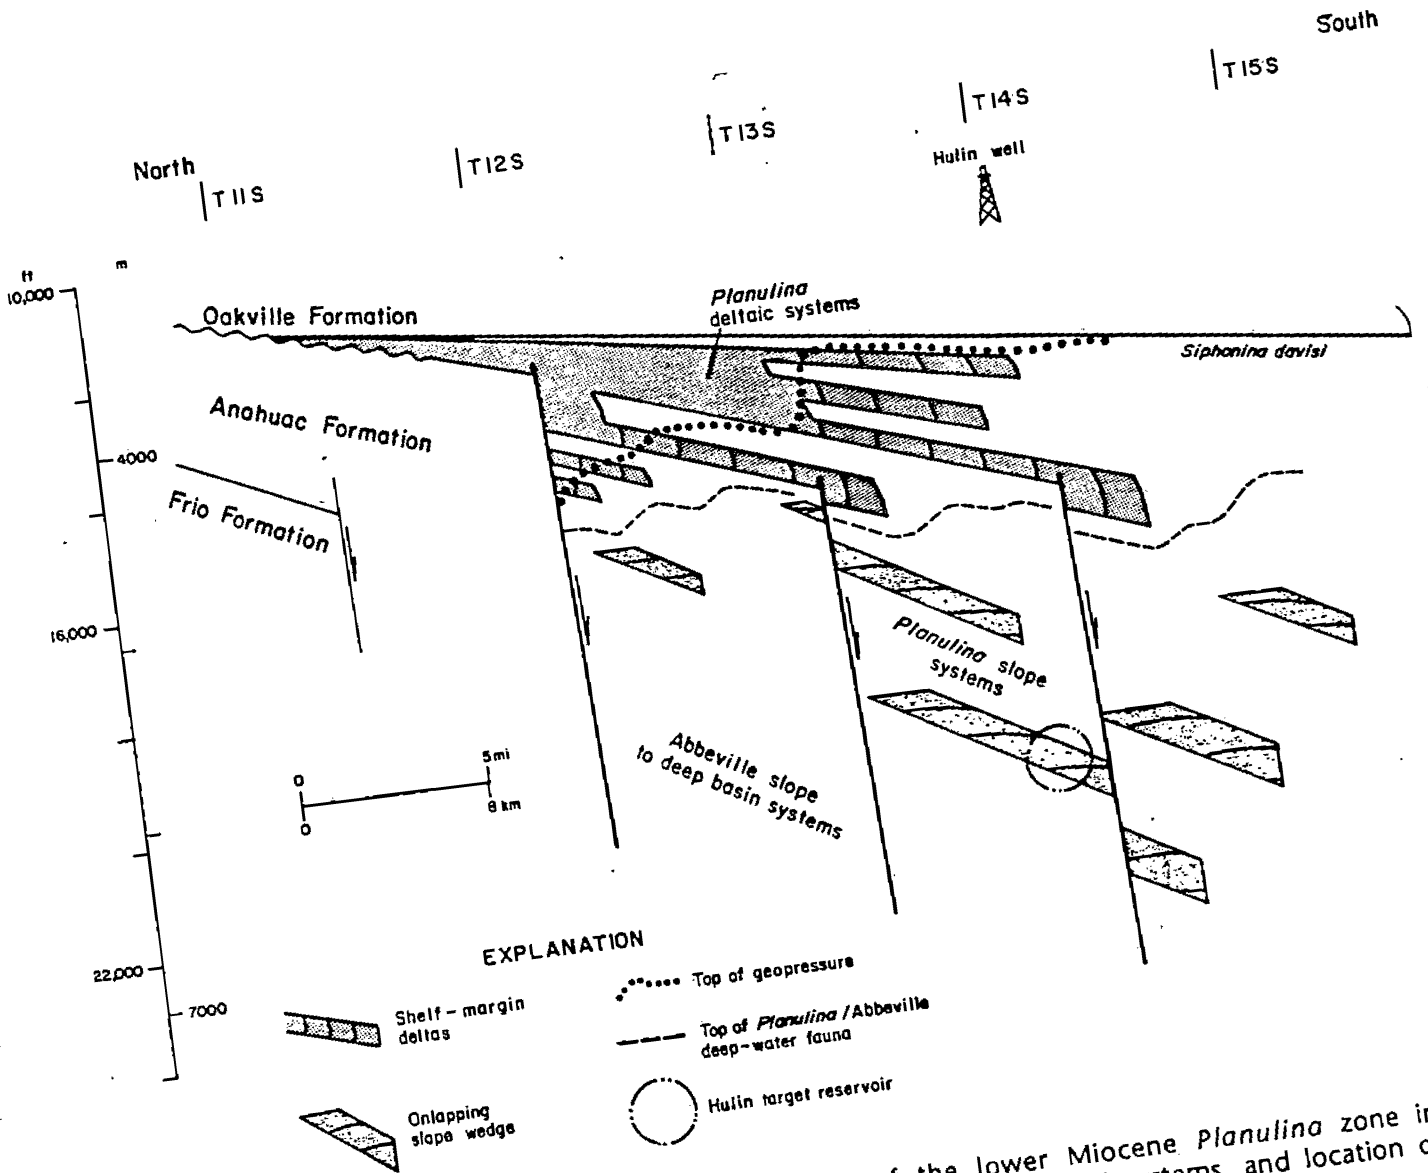 South
T15S
T14S
T13S
Hulin well
T12S
North
T11S
ft
m
10,000
Oakville Formation
Planulina
deltaic systems
Siphonina davisi
Anahuac Formation
4000
Frio Formation
16,000
Planulina slope
systems
Abbeville slope
to deep basin systems
0
5mi
0
8 km
22,000
7000
EXPLANATION
Shelf-margin
deltas
Onlapping
slope wedge
Top of geopressure
Top of Planulina/Abbeville
deep-water fauna
Hulin target reservoir
the lower Miocene Planulina zone
and location